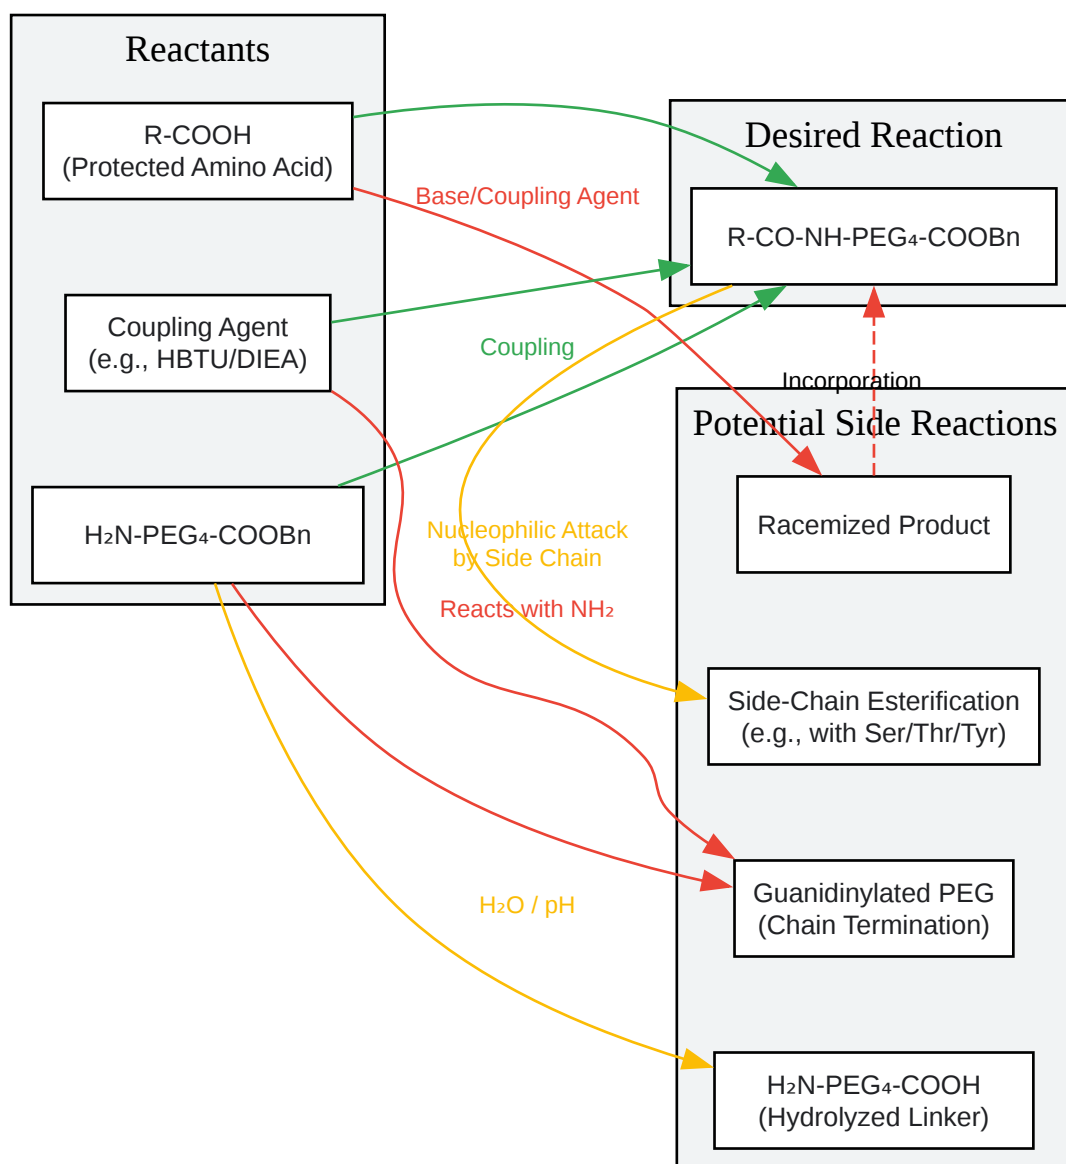 Reactants
R-COOH
(Protected Amino Acid)
Coupling Agent
(e.g., HBTU/DIEA)
H₂N-PEG₄-COOBn
Base/Coupling Agent
Coupling
Nucleophilic Attack
by Side Chain
Reacts with NH₂
H₂O / pH
Desired Reaction
R-CO-NH-PEG₄-COOBn
Incorporation
Potential Side Reactions
Racemized Product
Side-Chain Esterification
(e.g., with Ser/Thr/Tyr)
Guanidinylated PEG
(Chain Termination)
H₂N-PEG₄-COOH
(Hydrolyzed Linker)